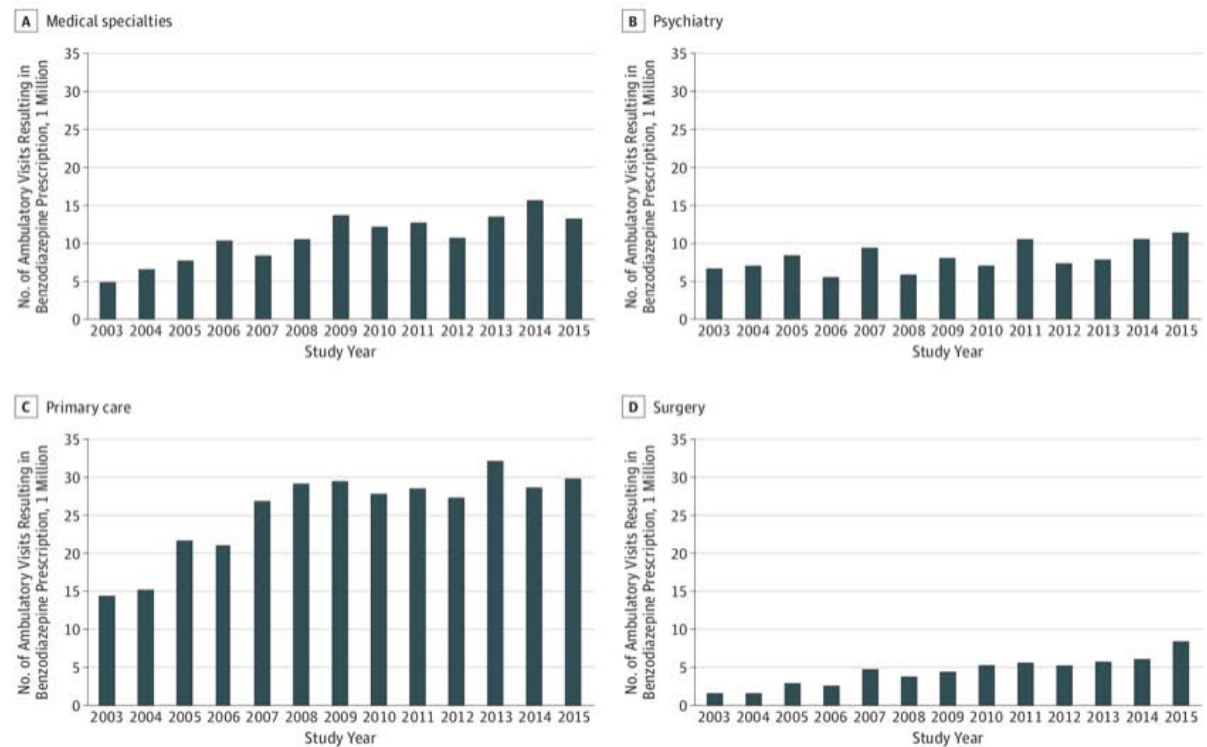 A Medical specialties
No. of Ambulatory Visits Resulting in
Benzodiazepine Prescription, 1 Million
35
30
25
20
15
10
5
0
2003 2004 2005 2006 2007 2008 2009 2010 2011 2012 2013 2014 2015
Study Year
B Psychiatry
No. of Ambulatory Visits Resulting in
Benzodiazepine Prescription, 1 Million
35
30
25
20
15
10
5
0
2003 2004 2005 2006 2007 2008 2009 2010 2011 2012 2013 2014 2015
Study Year
C Primary care
No. of Ambulatory Visits Resulting in
Benzodiazepine Prescription, 1 Million
35
30
25
20
15
10
5
0
2003 2004 2005 2006 2007 2008 2009 2010 2011 2012 2013 2014 2015
Study Year
D Surgery
No. of Ambulatory Visits Resulting in
Benzodiazepine Prescription, 1 Million
35
30
25
20
15
10
5
0
2003 2004 2005 2006 2007 2008 2009 2010 2011 2012 2013 2014 2015
Study Year